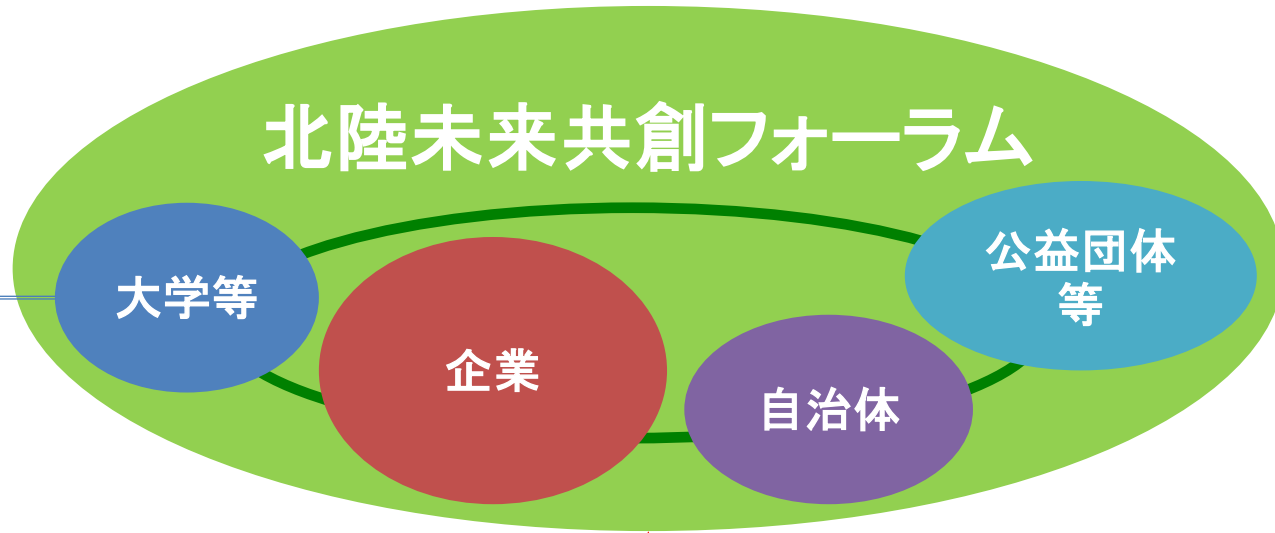 北陸未来共創フォーラム
大学等
企業
自治体
公益団体
等